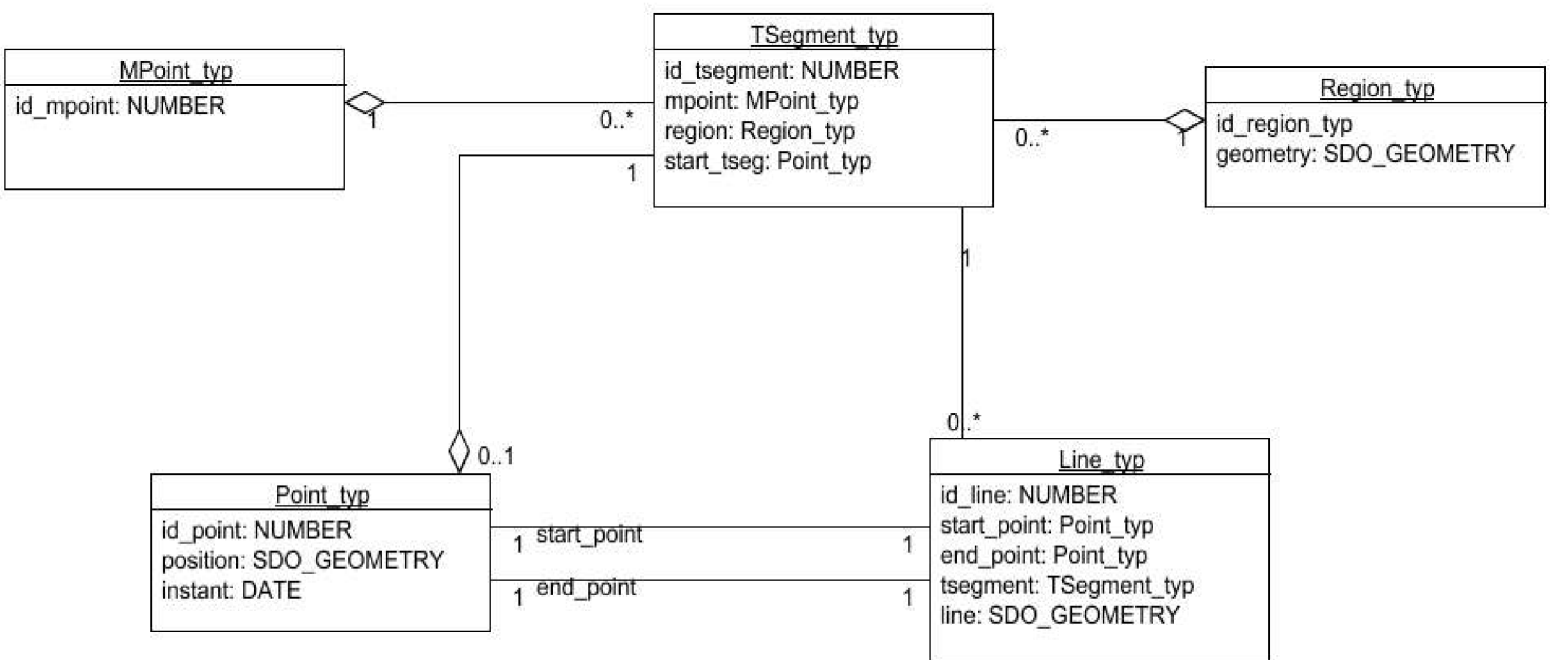 MPoint_typ
id_mpoint: NUMBER
1
0..*
TSegment_typ
id_tsegment: NUMBER
mpoint: MPoint_typ
region: Region_typ
start_tseg: Point_typ
0..*
1
Region_typ
id_region_typ
geometry: SDO_GEOMETRY
1
1
0..1
0..*
Point_typ
id_point: NUMBER
position: SDO_GEOMETRY
instant: DATE
1 start_point 1
1 end_point 1
Line_typ
id_line: NUMBER
start_point: Point_typ
end_point: Point_typ
tsegment: TSegment_typ
line: SDO_GEOMETRY